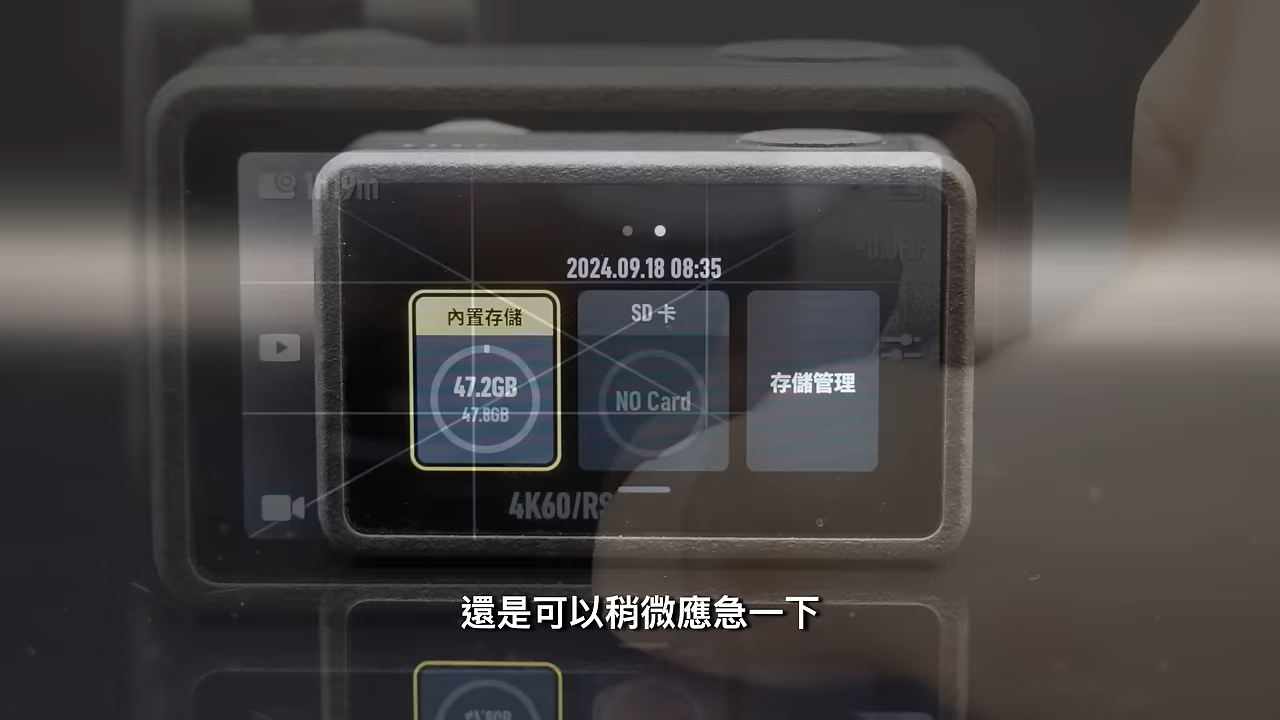 2024.09.18 08:35
內置存儲
47.2GB
47.8GB
SD 卡
NO Card
存儲管理
4K60/RS
還是可以稍微應急一下